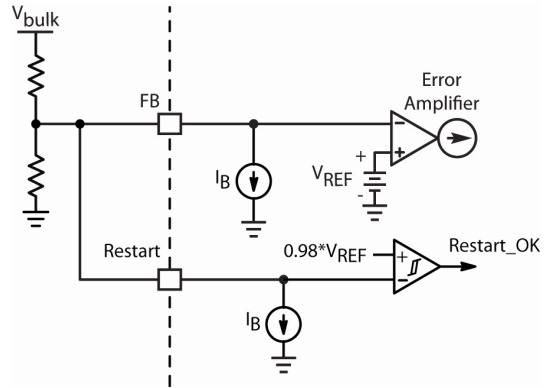 Vbulk
FB
Error
Amplifier
IB
+
VREF
-
-
+
Restart
0.98*VREF
+
-
Restart_OK
IB